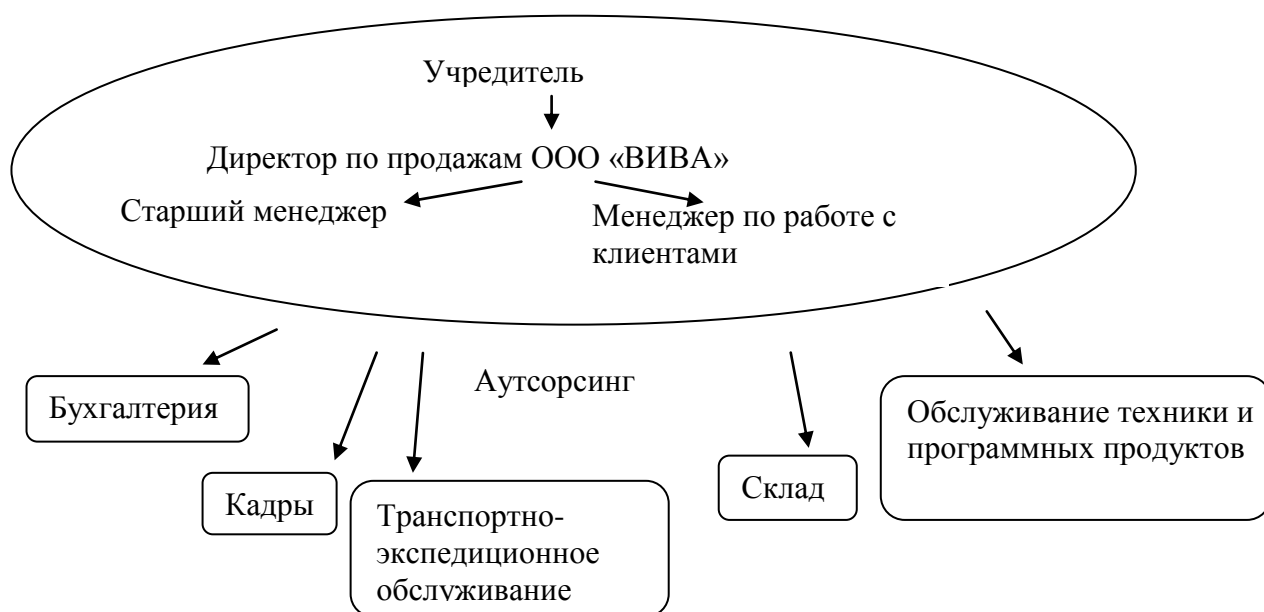 Учредитель
Директор по продажам ООО «ВИВА»
Старший менеджер
Менеджер по работе с
клиентами
Аутсорсинг
Бухгалтерия
Обслуживание техники и
программных продуктов
Кадры
Склад
Транспортно-
экспедиционное
обслуживание